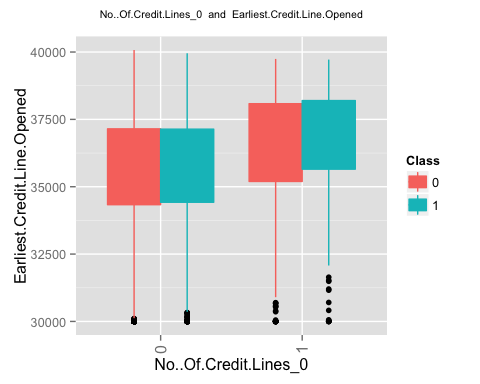 No..Of.Credit.Lines_0 and Earliest.Credit.Line.Opened
40000
37500
35000
32500
30000
Earliest.Credit.Line.Opened
0
1
No..Of.Credit.Lines_0
Class
0
1